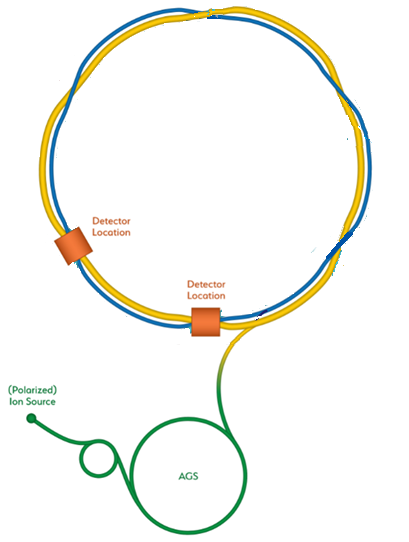 Detector
Location
Detector
Location
(Polarized)
Ion Source
AGS